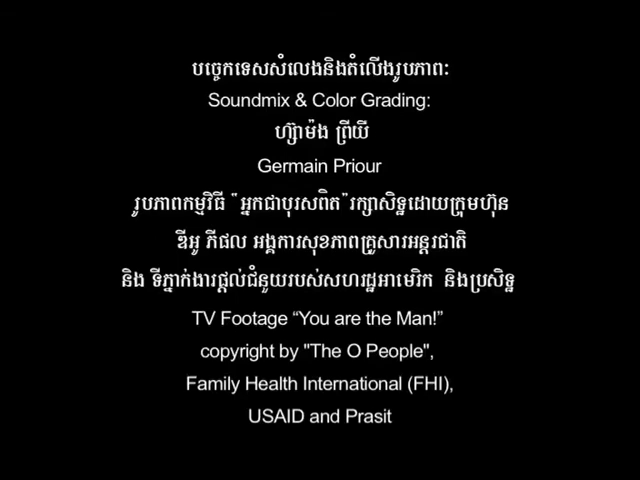 បច្ចេកទេសសំលេងនិងតំលើងរូបភាព:
Soundmix & Color Grading:
ហ្ស៊ាម៉ង ព្រីយី
Germain Priour
រូបភាពកម្មវិធី "អ្នកជាបុរសពិត" រក្សាសិទ្ធដោយក្រុមហ៊ុន
ឌីអូ ភីផល អង្គការសុខភាពគ្រួសារអន្តរជាតិ
និង ទីភ្នាក់ងារផ្តល់ជំនួយរបស់សហរដ្ឋអាមេរិក និងប្រសិទ្ឋ
TV Footage “You are the Man!”
copyright by "The O People",
Family Health International (FHI),
USAID and Prasit